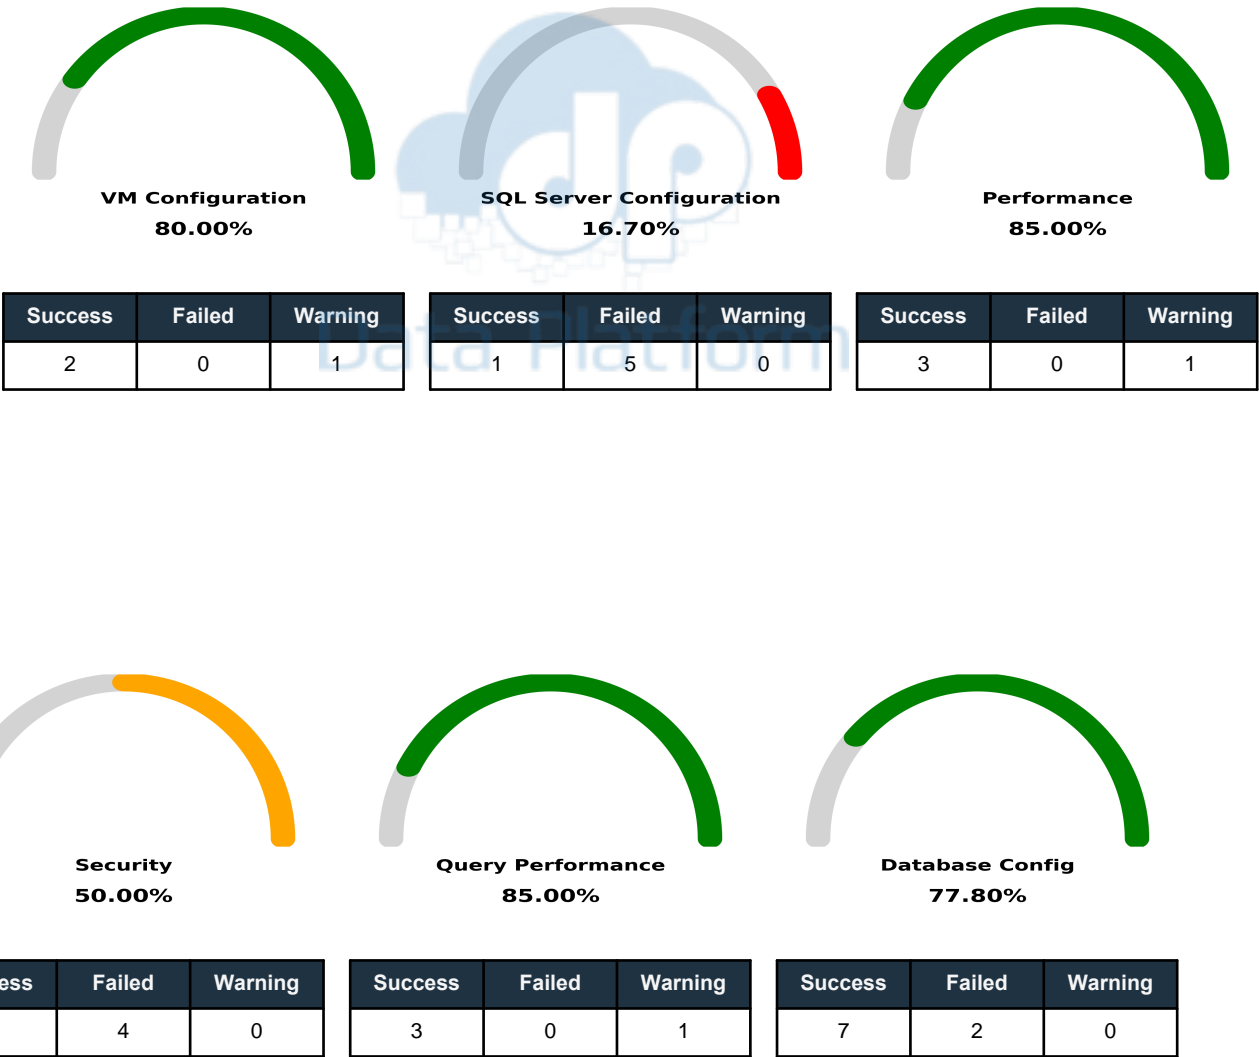 VM Configuration
80.00%
SQL Server Configuration
16.70%
Performance
85.00%
Success Failed Warning
2 0 1
Success Failed Warning
1 5 0
Success Failed Warning
3 0 1
dp
Data Platform
Security
50.00%
Query Performance
85.00%
Database Config
77.80%
ess Failed Warning
4 0
Success Failed Warning
3 0 1
Success Failed Warning
7 2 0